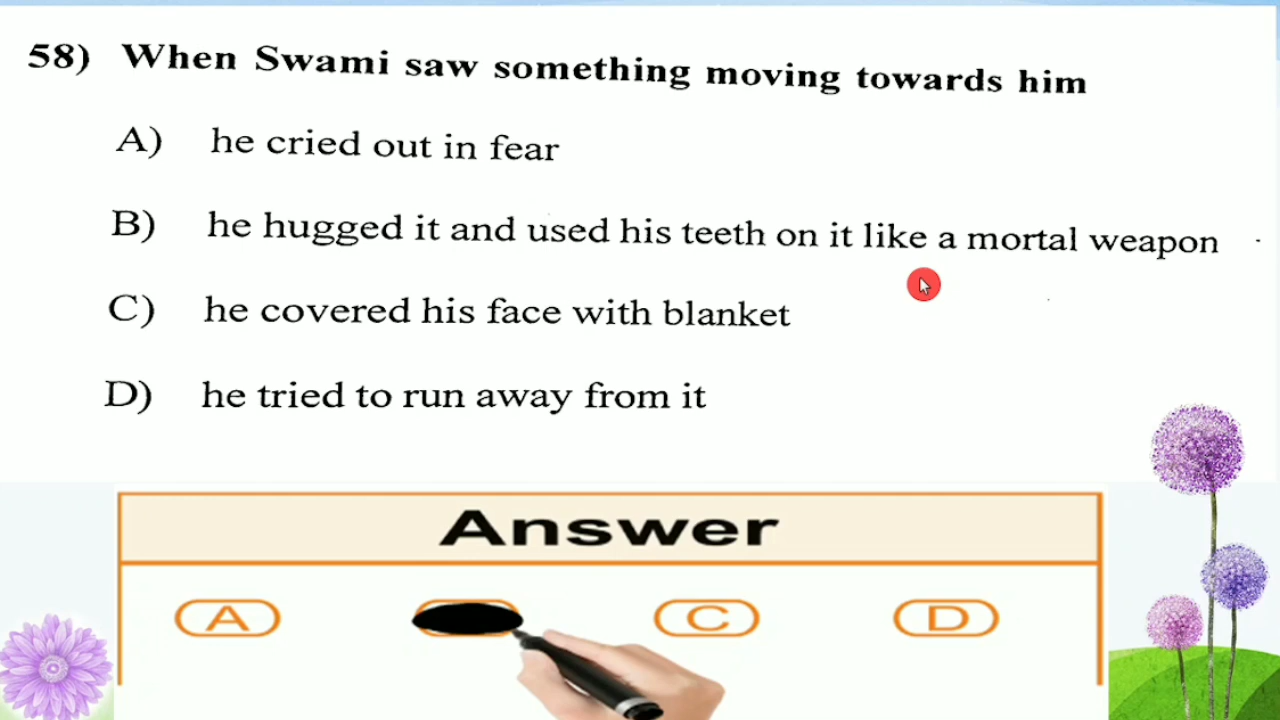 58) When Swami saw something moving towards him
A) he cried out in fear
B) he hugged it and used his teeth on it like a mortal weapon
C) he covered his face with blanket
D) he tried to run away from it
Answer
A C D